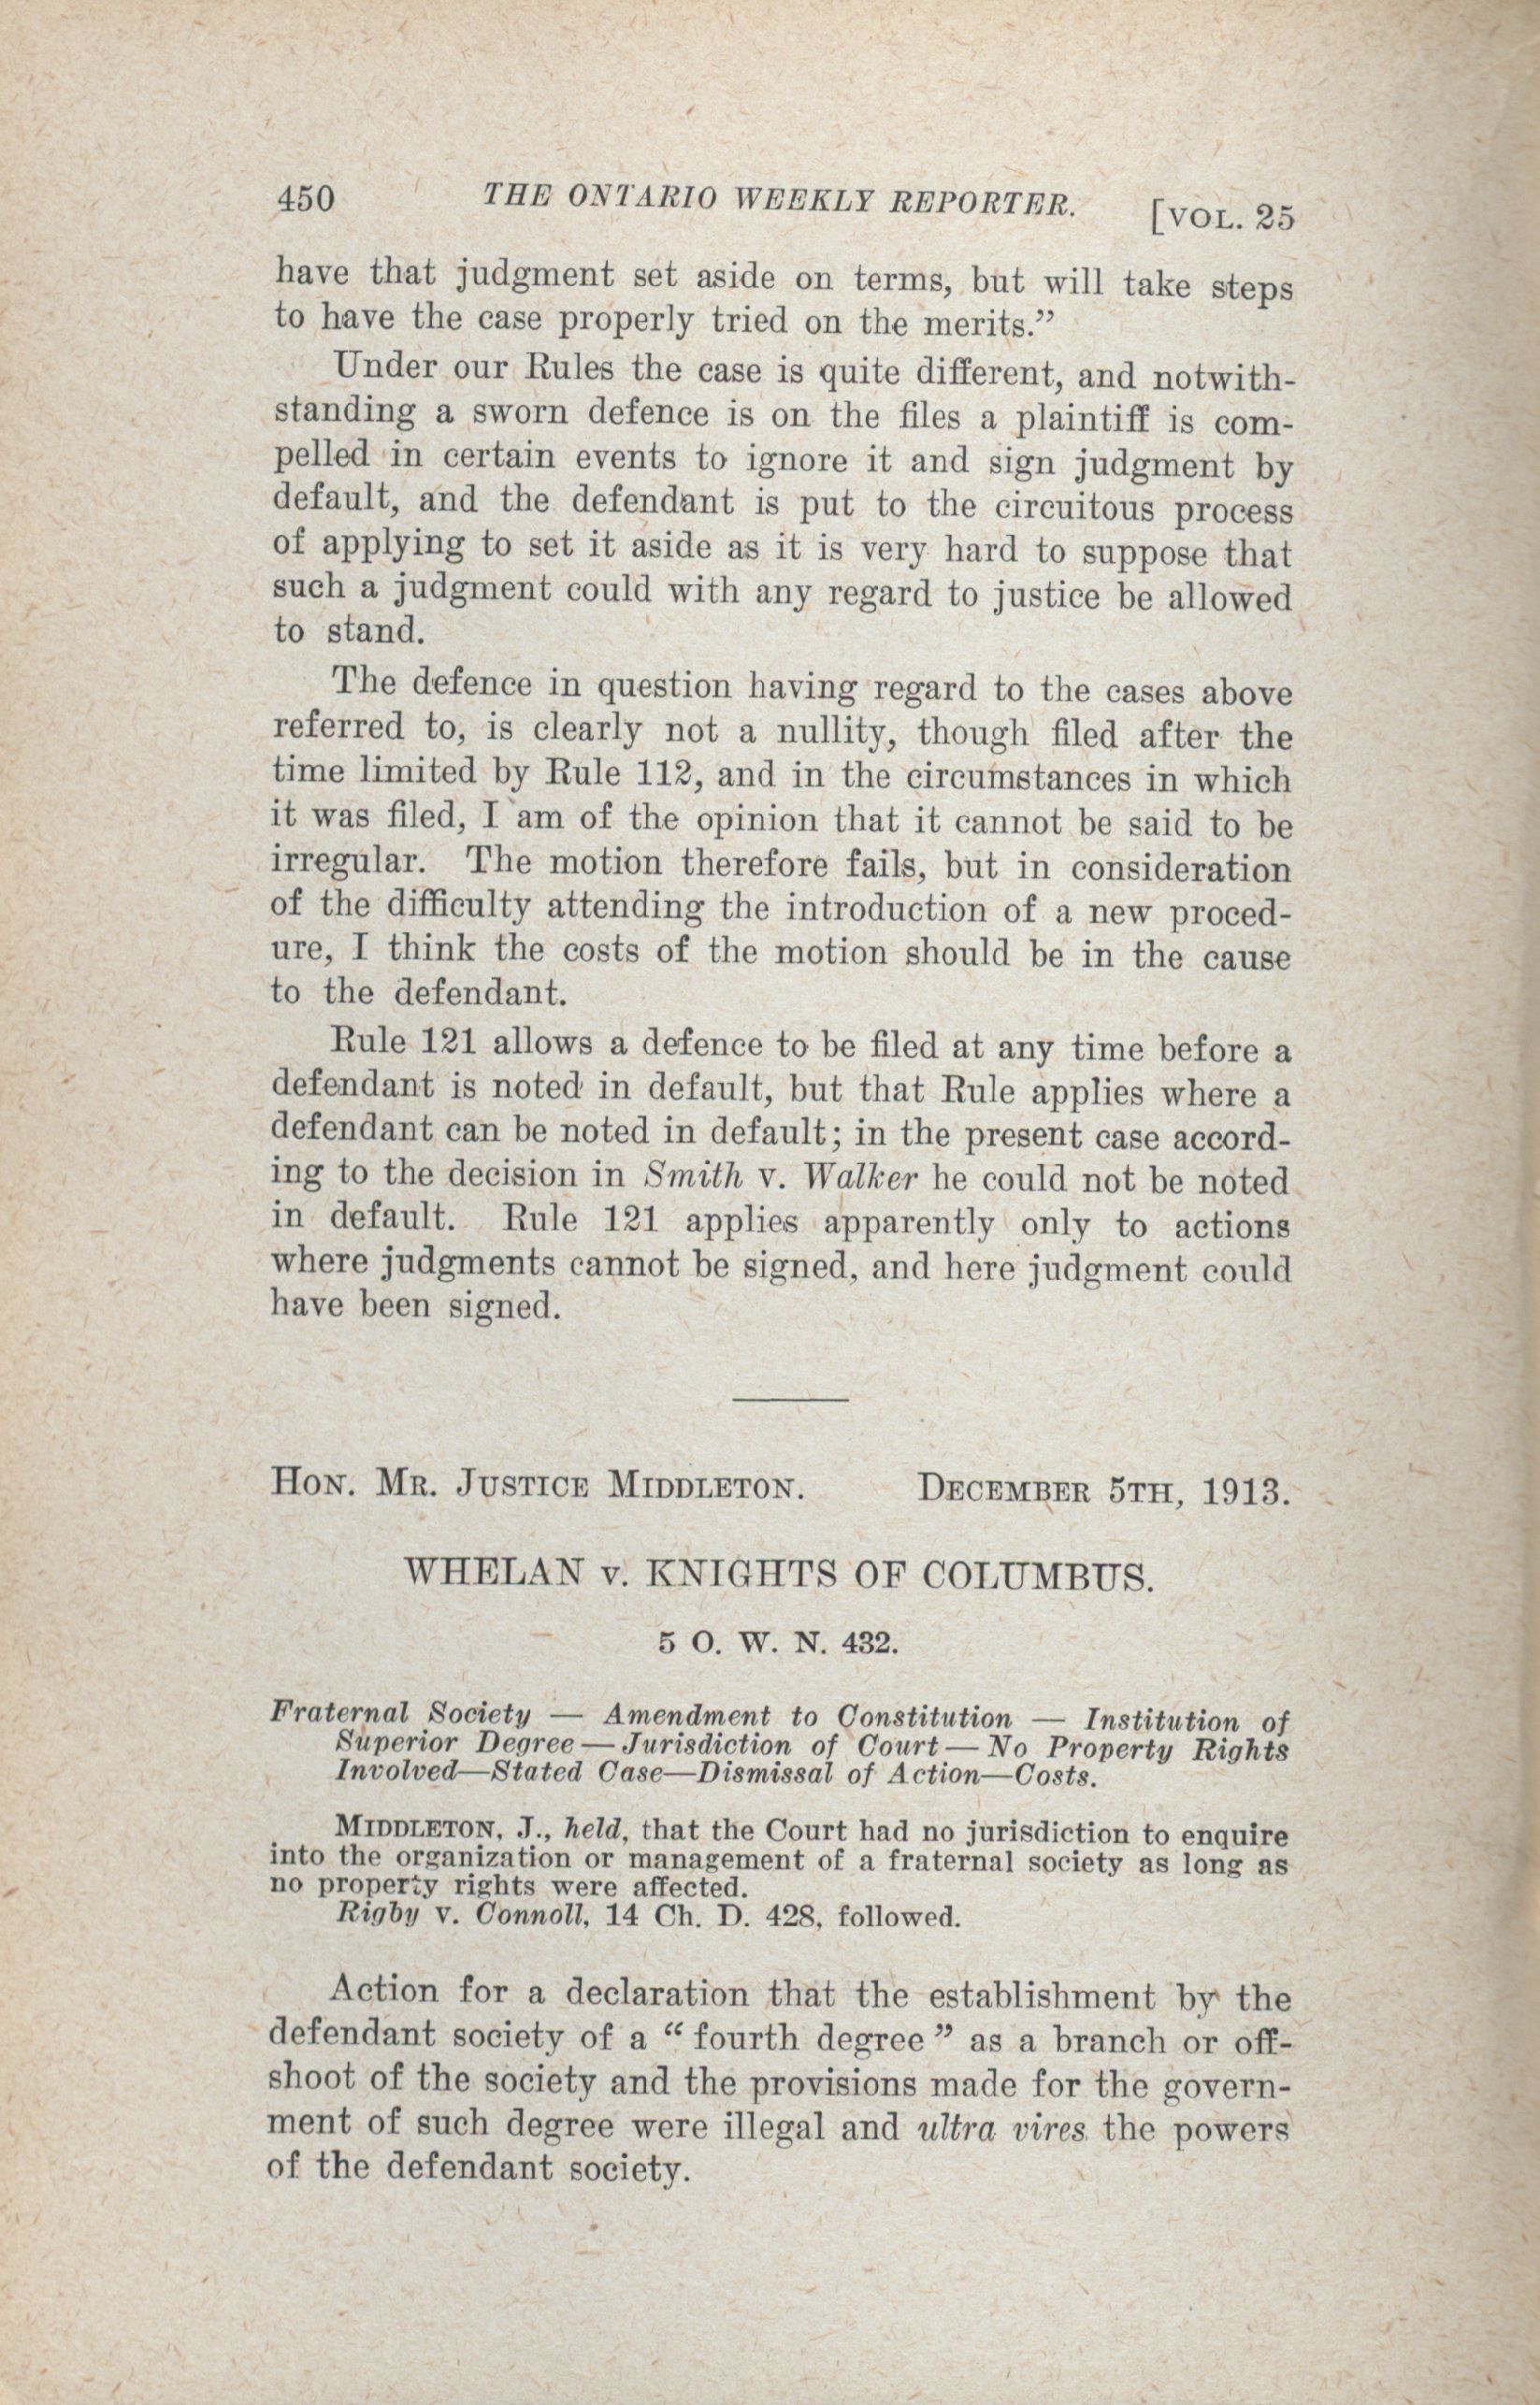 450 THE ONTARIO WEEKLY REPORTER. [VOL. 25
have that judgment set aside on terms, but will take steps
to have the case properly tried on the merits.”
Under our Rules the case is quite different, and notwith-
standing a sworn defence is on the files a plaintiff is com-
pelled in certain events to ignore it and sign judgment by
default, and the defendant is put to the circuitous process
of applying to set it aside as it is very hard to suppose that
such a judgment could with any regard to justice be allowed
to stand.
The defence in question having regard to the cases above
referred to, is clearly not a nullity, though filed after the
time limited by Rule 112, and in the circumstances in which
it was filed, I am of the opinion that it cannot be said to be
irregular. The motion therefore fails, but in consideration
of the difficulty attending the introduction of a new proced-
ure, I think the costs of the motion should be in the cause
to the defendant.
Rule 121 allows a defence to be filed at any time before a
defendant is noted in default, but that Rule applies where a
defendant can be noted in default; in the present case accord-
ing to the decision in Smith v. Walker he could not be noted
in default. Rule 121 applies apparently only to actions
where judgments cannot be signed, and here judgment could
have been signed.
HON. MR. JUSTICE MIDDLETON. DECEMBER 5TH, 1913.
WHELAN v. KNIGHTS OF COLUMBUS.
5 O. W. N. 432.
Fraternal Society — Amendment to Constitution — Institution of
Superior Degree — Jurisdiction of Court — No Property Rights
Involved—Stated Case—Dismissal of Action—Costs.
MIDDLETON, J., held, that the Court had no jurisdiction to enquire
into the organization or management of a fraternal society as long as
no property rights were affected.
Rigby v. Connoll, 14 Ch. D. 428, followed.
Action for a declaration that the establishment by the
defendant society of a “ fourth degree ” as a branch or off-
shoot of the society and the provisions made for the govern-
ment of such degree were illegal and ultra vires the powers
of the defendant society.